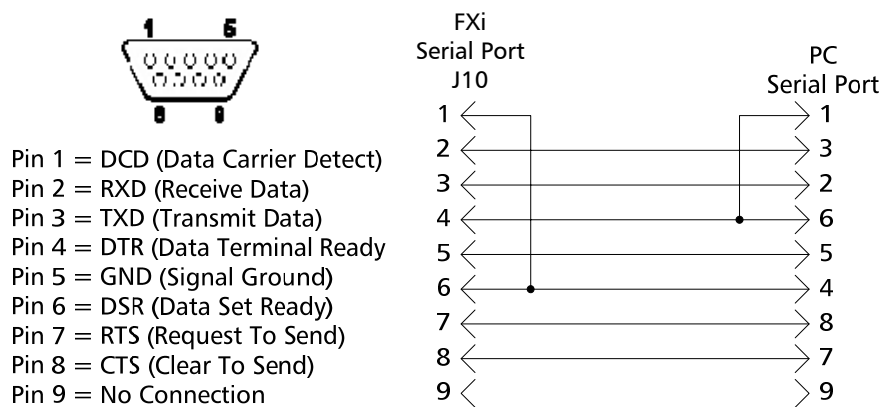 1 5
6 9
Pin 1 = DCD (Data Carrier Detect)
Pin 2 = RXD (Receive Data)
Pin 3 = TXD (Transmit Data)
Pin 4 = DTR (Data Terminal Ready
Pin 5 = GND (Signal Ground)
Pin 6 = DSR (Data Set Ready)
Pin 7 = RTS (Request To Send)
Pin 8 = CTS (Clear To Send)
Pin 9 = No Connection
FXi
Serial Port
J10
PC
Serial Port
1 1
2 3
3 2
4 6
5 5
6 4
7 8
8 7
9 9